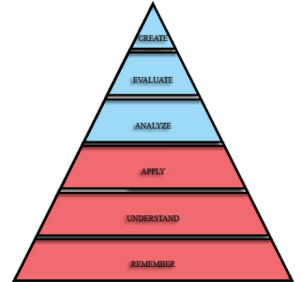 CREATE
EVALUATE
ANALYZE
APPLY
UNDERSTAND
REMEMBER